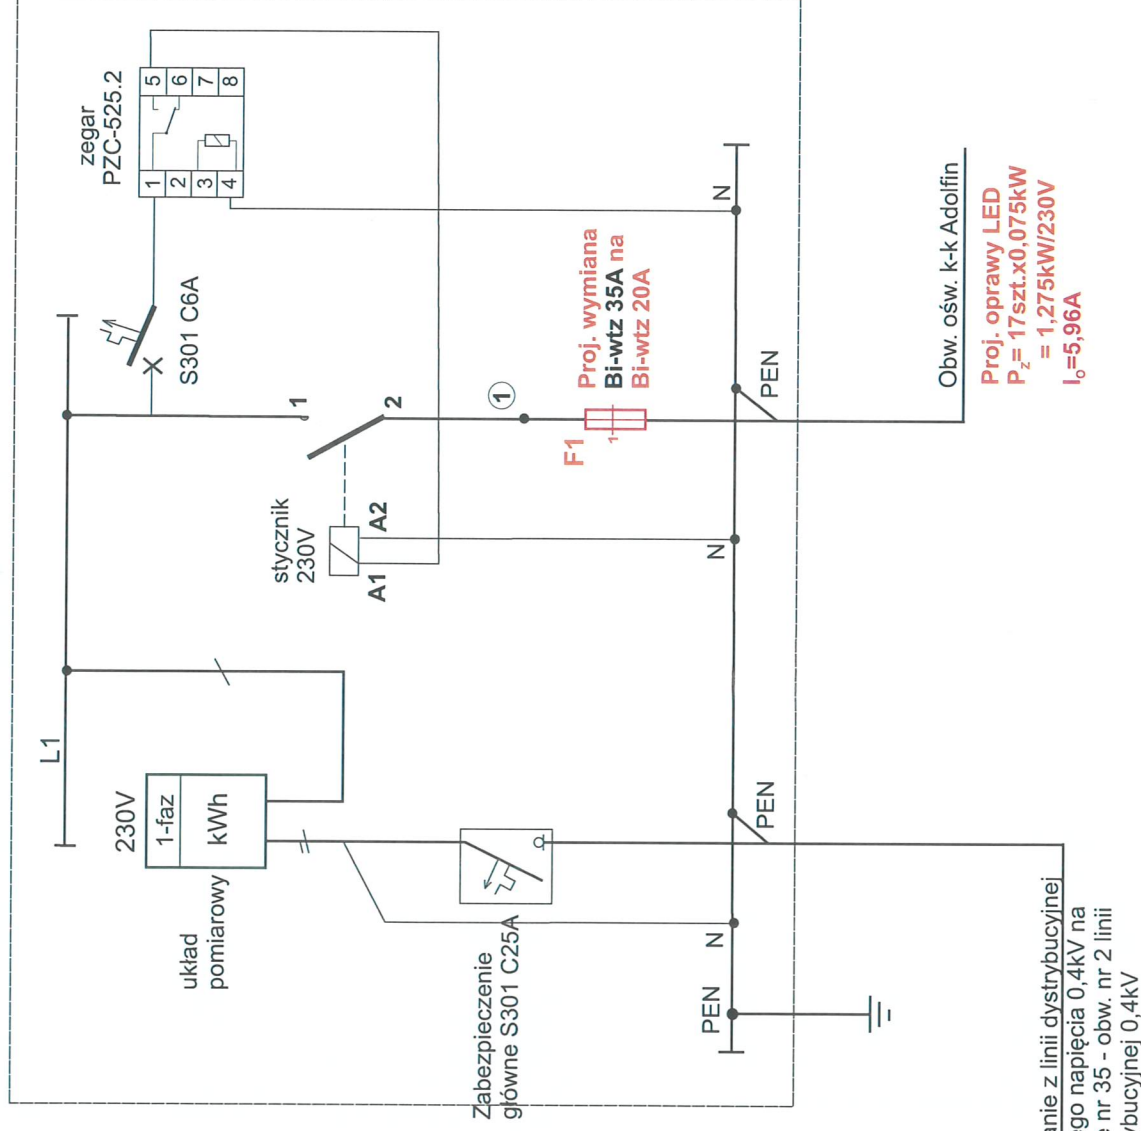 zegar
PZC-525.2
5
6
7
8
1
2
3
4
S301 C6A
L1
230V
1-faz
kWh
układ
pomiarowy
stycznik
230V
A1
A2
1
2
1
F1
1
Proj. wymiana
Bi-wtz 35A na
Bi-wtz 20A
Zabezpieczenie
główne S301 C25A
N
N
N
PEN
PEN
PEN
Obw. ośw. k-k Adolfin
Proj. oprawy LED
Pz= 17szt.x0,075kW
= 1,275kW/230V
Io=5,96A
z linii dystrybucyjnej
napięcia 0,4kV na
nr 35 - obw. nr 2 linii
0,4kV